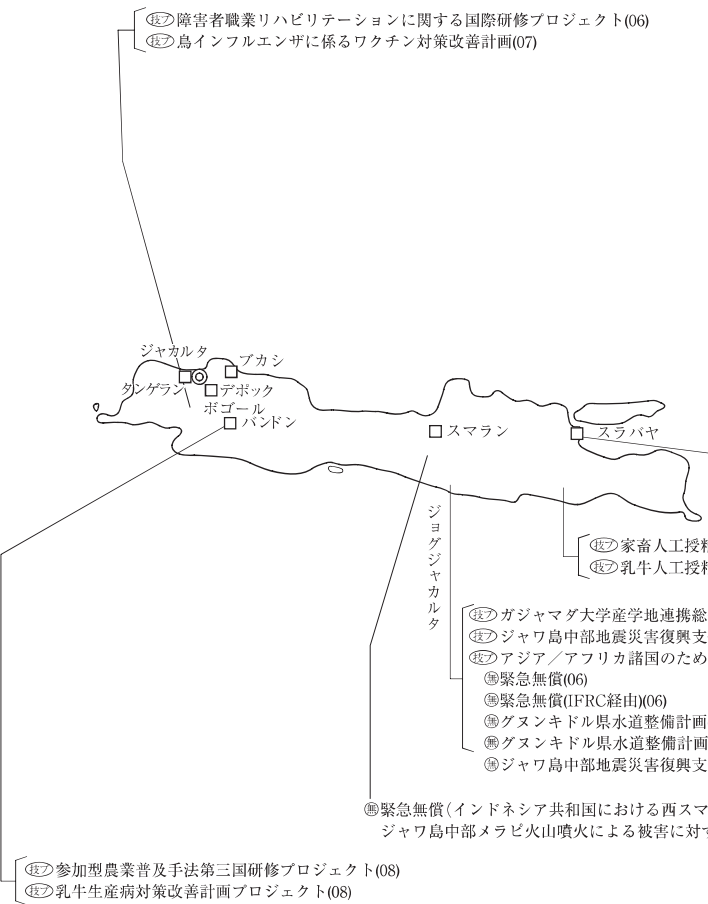 技プ 障害者職業リハビリテーションに関する国際研修プロジェクト(06)
技プ 鳥インフルエンザに係るワクチン対策改善計画(07)
ジャカルタ
ブカシ
タンゲラン
デポック
ボゴール
バンドン
スマラン
スラバヤ
ジョグジャカルタ
技プ 家畜人工授精
技プ 乳牛人工授精
技プ ガジャマダ大学産学地連携総
技プ ジャワ島中部地震災害復興支
技プ アジア／アフリカ諸国のため
無 緊急無償(06)
無 緊急無償(IFRC経由)(06)
無 グヌンキドル県水道整備計画
無 グヌンキドル県水道整備計画
無 ジャワ島中部地震災害復興支
無 緊急無償(インドネシア共和国における西スマ
ジャワ島中部メラピ火山噴火による被害に対す
技プ 参加型農業普及手法第三国研修プロジェクト(08)
技プ 乳牛生産病対策改善計画プロジェクト(08)